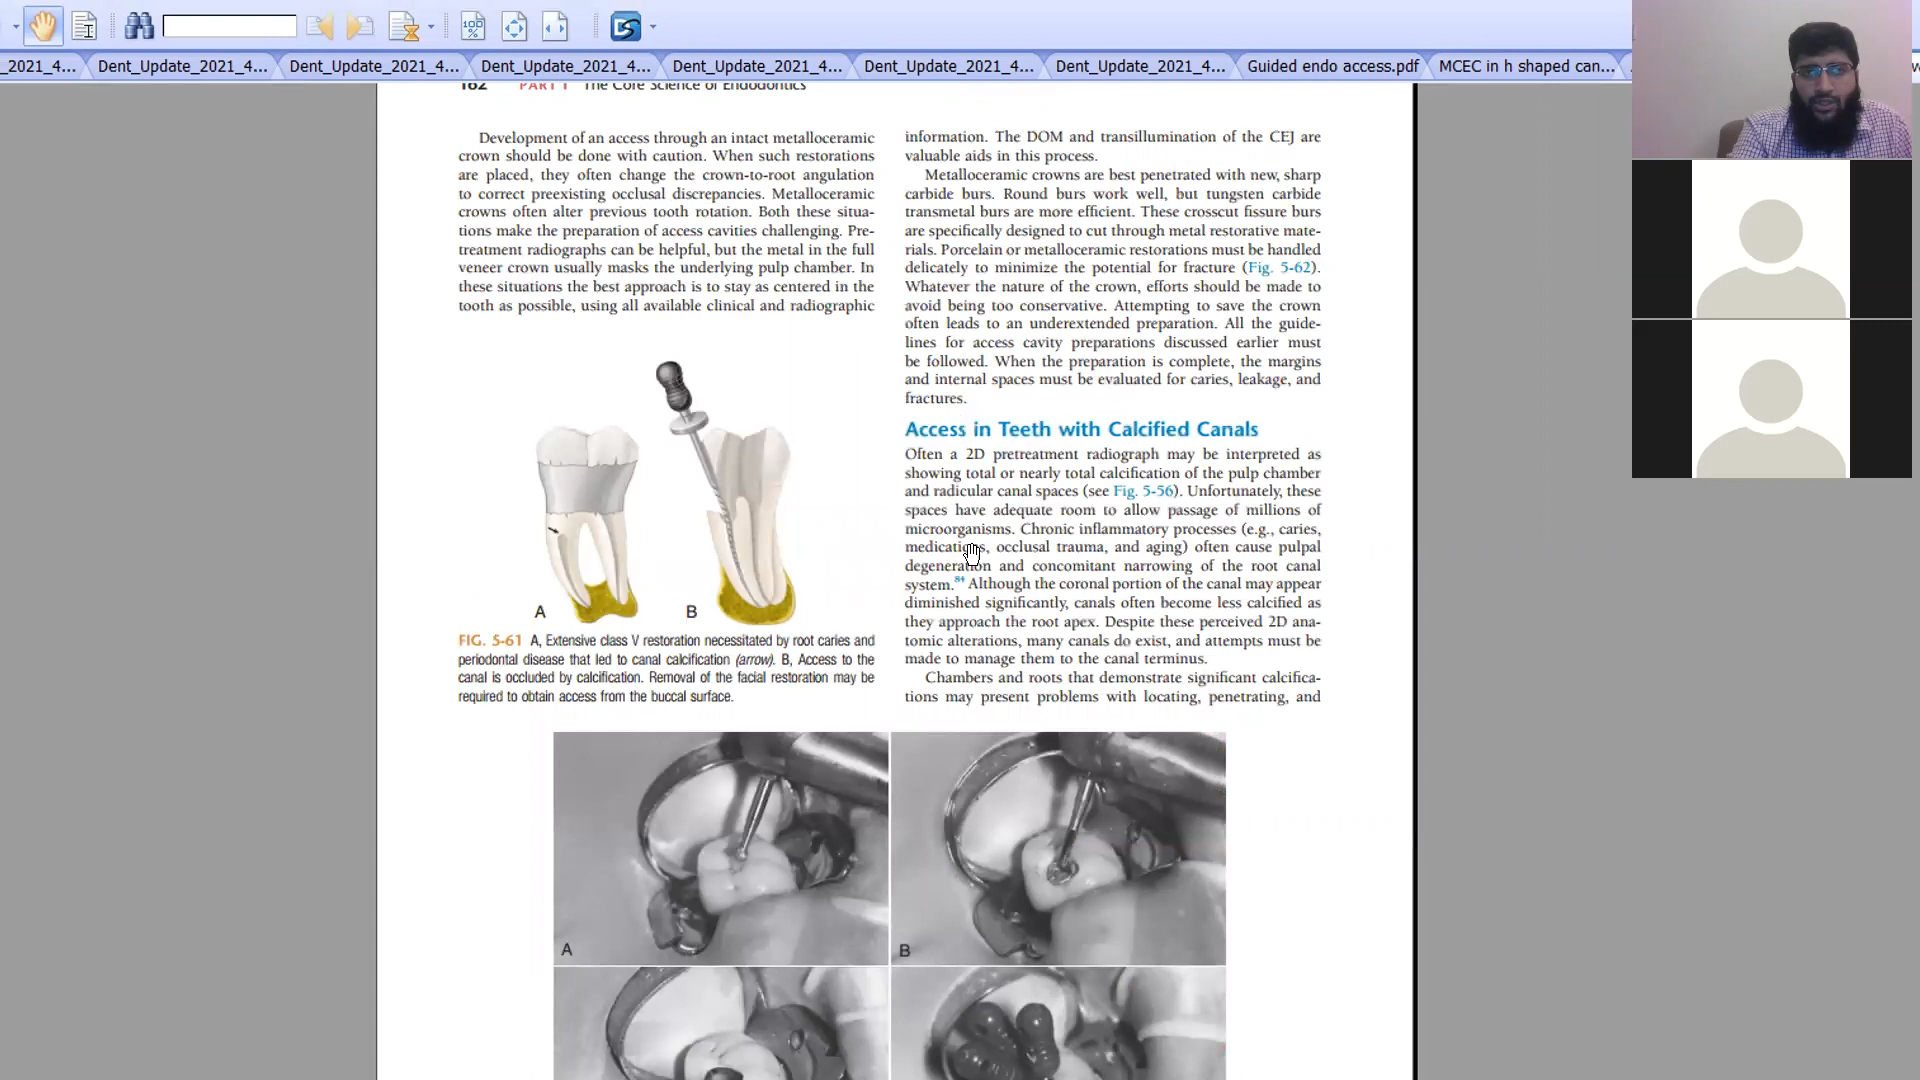 _2021_4...
Dent_Update_2021_4...
Dent_Update_2021_4...
Dent_Update_2021_4...
Dent_Update_2021_4...
Dent_Update_2021_4...
Dent_Update_2021_4...
Guided endo access.pdf
MCEC in h shaped can...
162 PART I The Core Science of Endodontics
Development of an access through an intact metalloceramic
crown should be done with caution. When such restorations
are placed, they often change the crown-to-root angulation
to correct preexisting occlusal discrepancies. Metalloceramic
crowns often alter previous tooth rotation. Both these situa-
tions make the preparation of access cavities challenging. Pre-
treatment radiographs can be helpful, but the metal in the full
veneer crown usually masks the underlying pulp chamber. In
these situations the best approach is to stay as centered in the
tooth as possible, using all available clinical and radiographic
A
B
FIG. 5-61 A, Extensive class V restoration necessitated by root caries and
periodontal disease that led to canal calcification (arrow). B, Access to the
canal is occluded by calcification. Removal of the facial restoration may be
required to obtain access from the buccal surface.
information. The DOM and transillumination of the CEJ are
valuable aids in this process.
Metalloceramic crowns are best penetrated with new, sharp
carbide burs. Round burs work well, but tungsten carbide
transmetal burs are more efficient. These crosscut fissure burs
are specifically designed to cut through metal restorative mate-
rials. Porcelain or metalloceramic restorations must be handled
delicately to minimize the potential for fracture (Fig. 5-62).
Whatever the nature of the crown, efforts should be made to
avoid being too conservative. Attempting to save the crown
often leads to an underextended preparation. All the guide-
lines for access cavity preparations discussed earlier must
be followed. When the preparation is complete, the margins
and internal spaces must be evaluated for caries, leakage, and
fractures.
Access in Teeth with Calcified Canals
Often a 2D pretreatment radiograph may be interpreted as
showing total or nearly total calcification of the pulp chamber
and radicular canal spaces (see Fig. 5-56). Unfortunately, these
spaces have adequate room to allow passage of millions of
microorganisms. Chronic inflammatory processes (e.g., caries,
medications, occlusal trauma, and aging) often cause pulpal
degeneration and concomitant narrowing of the root canal
system.84 Although the coronal portion of the canal may appear
diminished significantly, canals often become less calcified as
they approach the root apex. Despite these perceived 2D ana-
tomic alterations, many canals do exist, and attempts must be
made to manage them to the canal terminus.
Chambers and roots that demonstrate significant calcifica-
tions may present problems with locating, penetrating, and
A
B